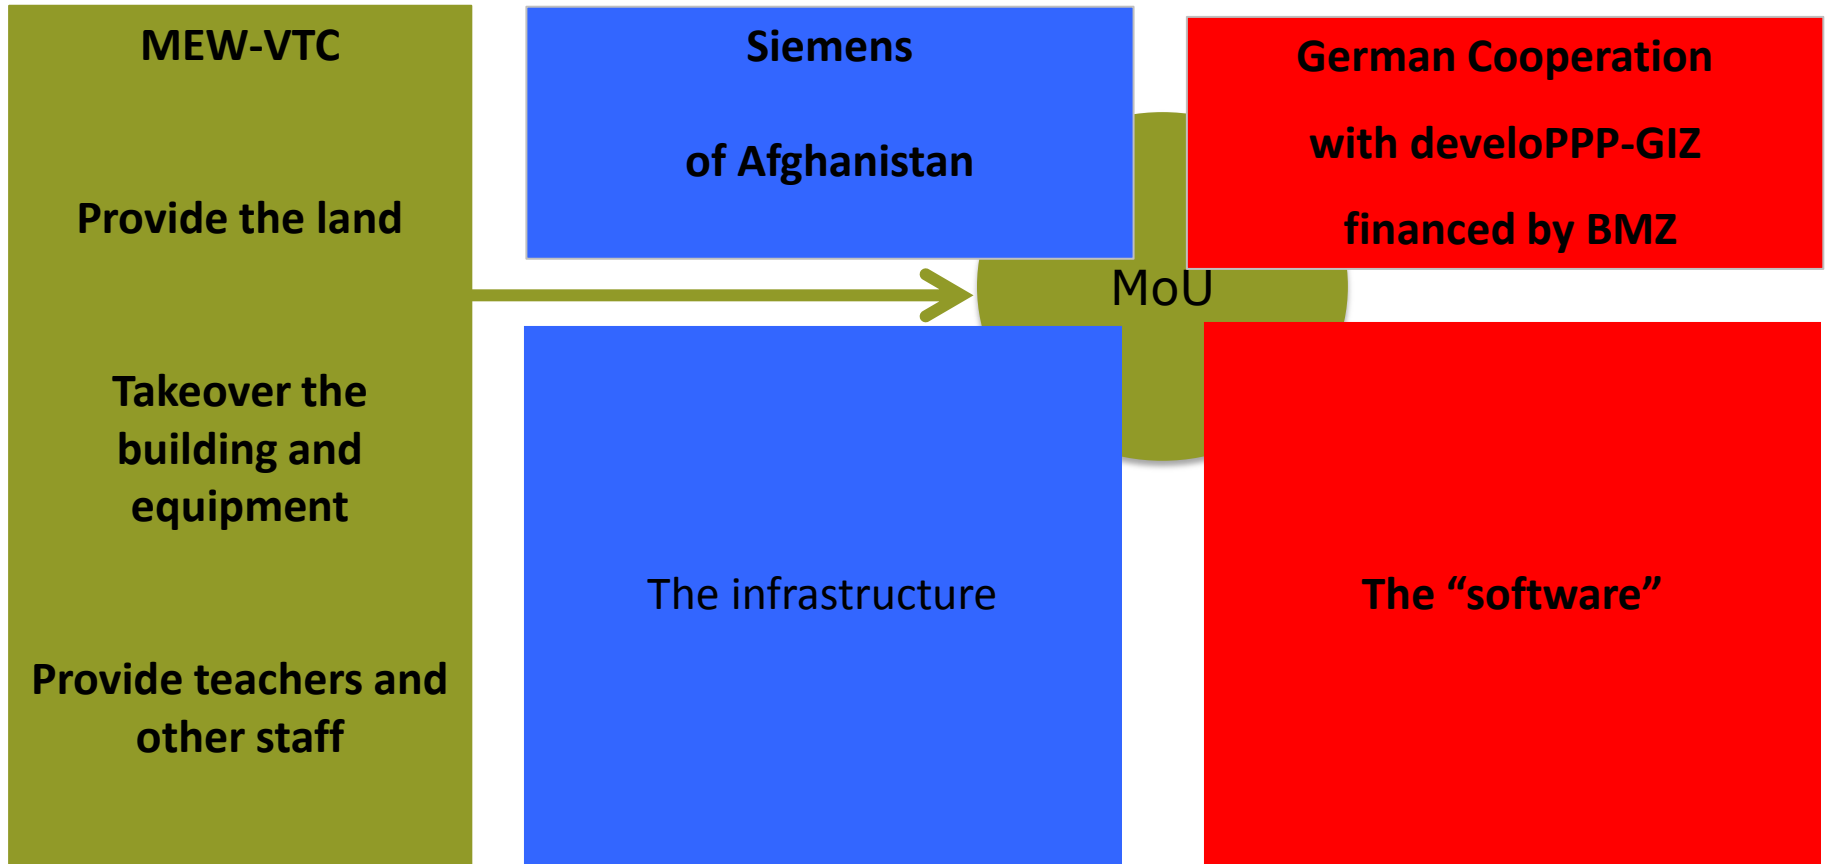 MEW-VTC
Provide the land
Takeover the
building and
equipment
Provide teachers and
other staff
Siemens
of Afghanistan
German Cooperation
with develoPPP-GIZ
financed by BMZ
MoU
The infrastructure
The “software”